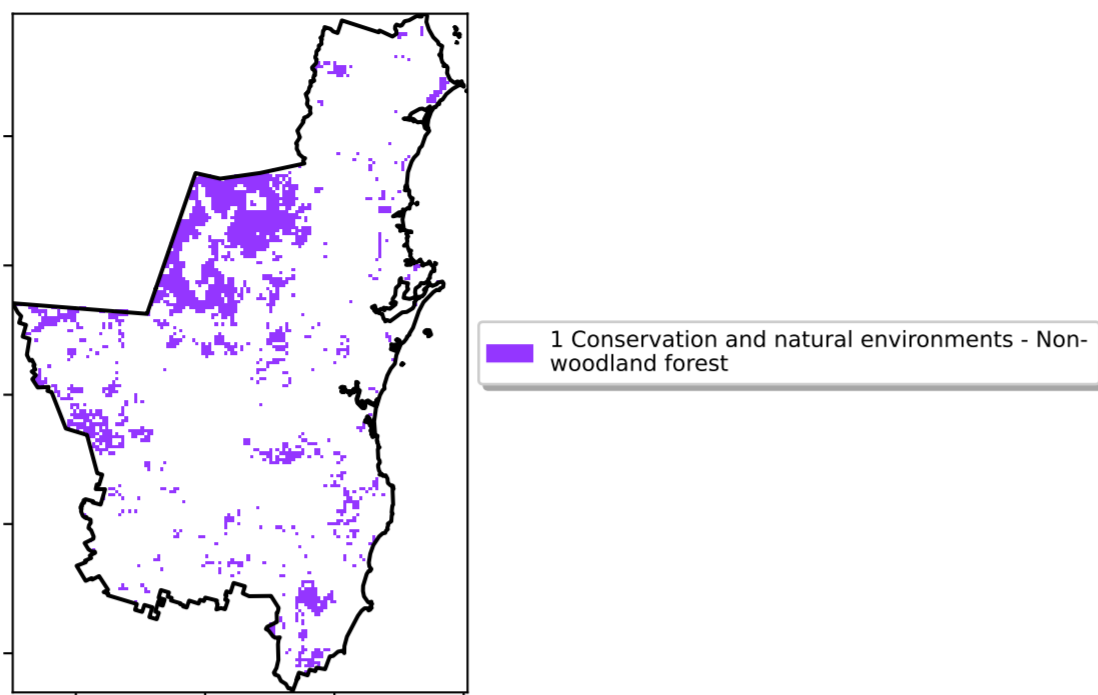 1 Conservation and natural environments - Non-
woodland forest